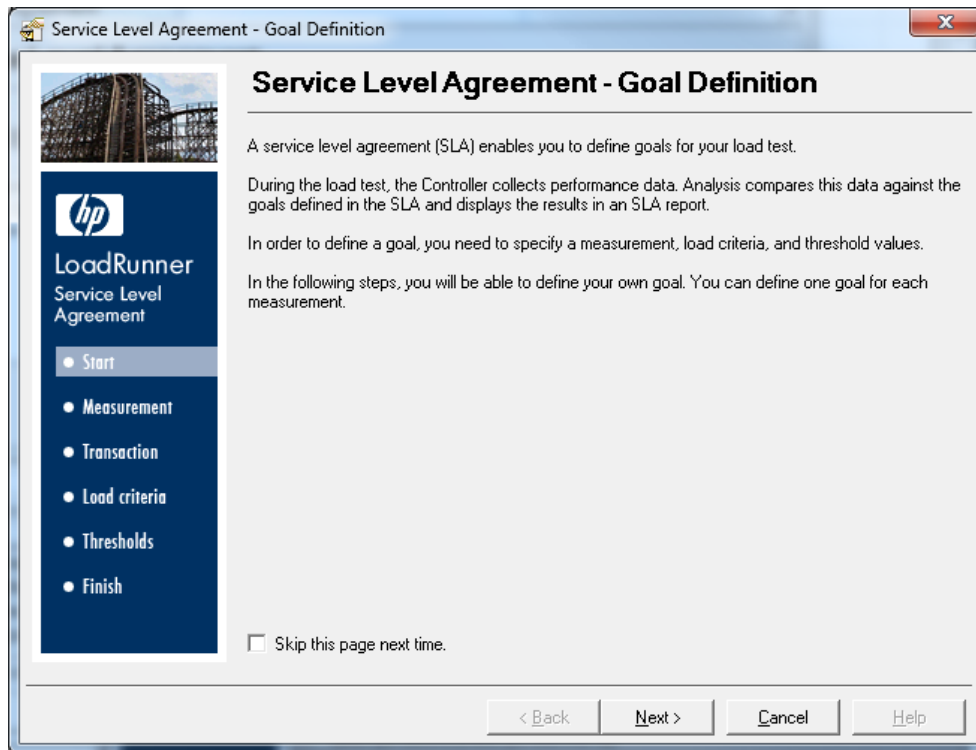 Service Level Agreement - Goal Definition
Service Level Agreement - Goal Definition
A service level agreement (SLA) enables you to define goals for your load test.
During the load test, the Controller collects performance data. Analysis compares this data against the
goals defined in the SLA and displays the results in an SLA report.
In order to define a goal, you need to specify a measurement, load criteria, and threshold values.
In the following steps, you will be able to define your own goal. You can define one goal for each
measurement.
hp
LoadRunner
Service Level
Agreement
Start
Measurement
Transaction
Load criteria
Thresholds
Finish
Skip this page next time.
< Back
Next >
Cancel
Help